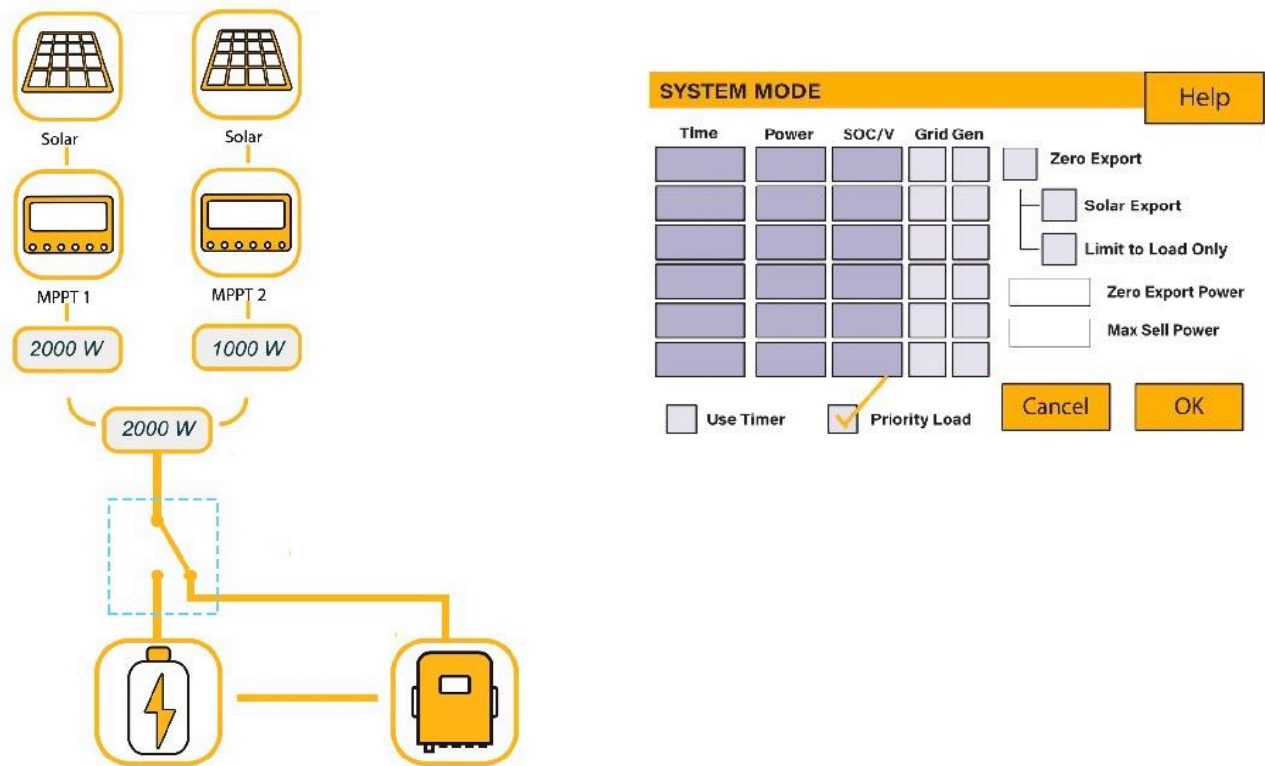 Solar
Solar
MPPT 1
MPPT 2
2000 W
1000 W
2000 W
SYSTEM MODE
Help
Time Power SOC/V Grid Gen
Zero Export
Solar Export
Limit to Load Only
Zero Export Power
Max Sell Power
Use Timer
Priority Load
Cancel
OK